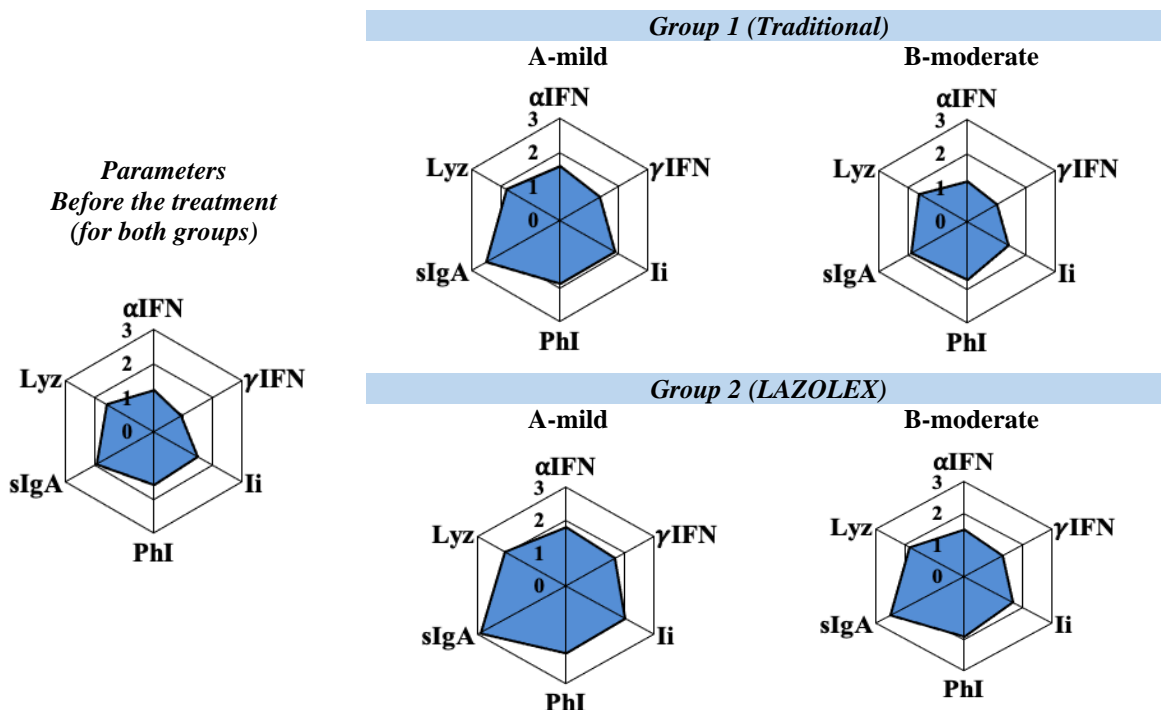 Parameters
Before the treatment
(for both groups)
αIFN
3
2
1
0
Lyz
γIFN
sIgA
Ii
PhI
Group 1 (Traditional)
A-mild
αIFN
3
2
1
0
Lyz
γIFN
sIgA
Ii
PhI
B-moderate
αIFN
3
2
1
0
Lyz
γIFN
sIgA
Ii
PhI
Group 2 (LAZOLEX)
A-mild
αIFN
3
2
1
0
Lyz
γIFN
sIgA
Ii
PhI
B-moderate
αIFN
3
2
1
0
Lyz
γIFN
sIgA
Ii
PhI